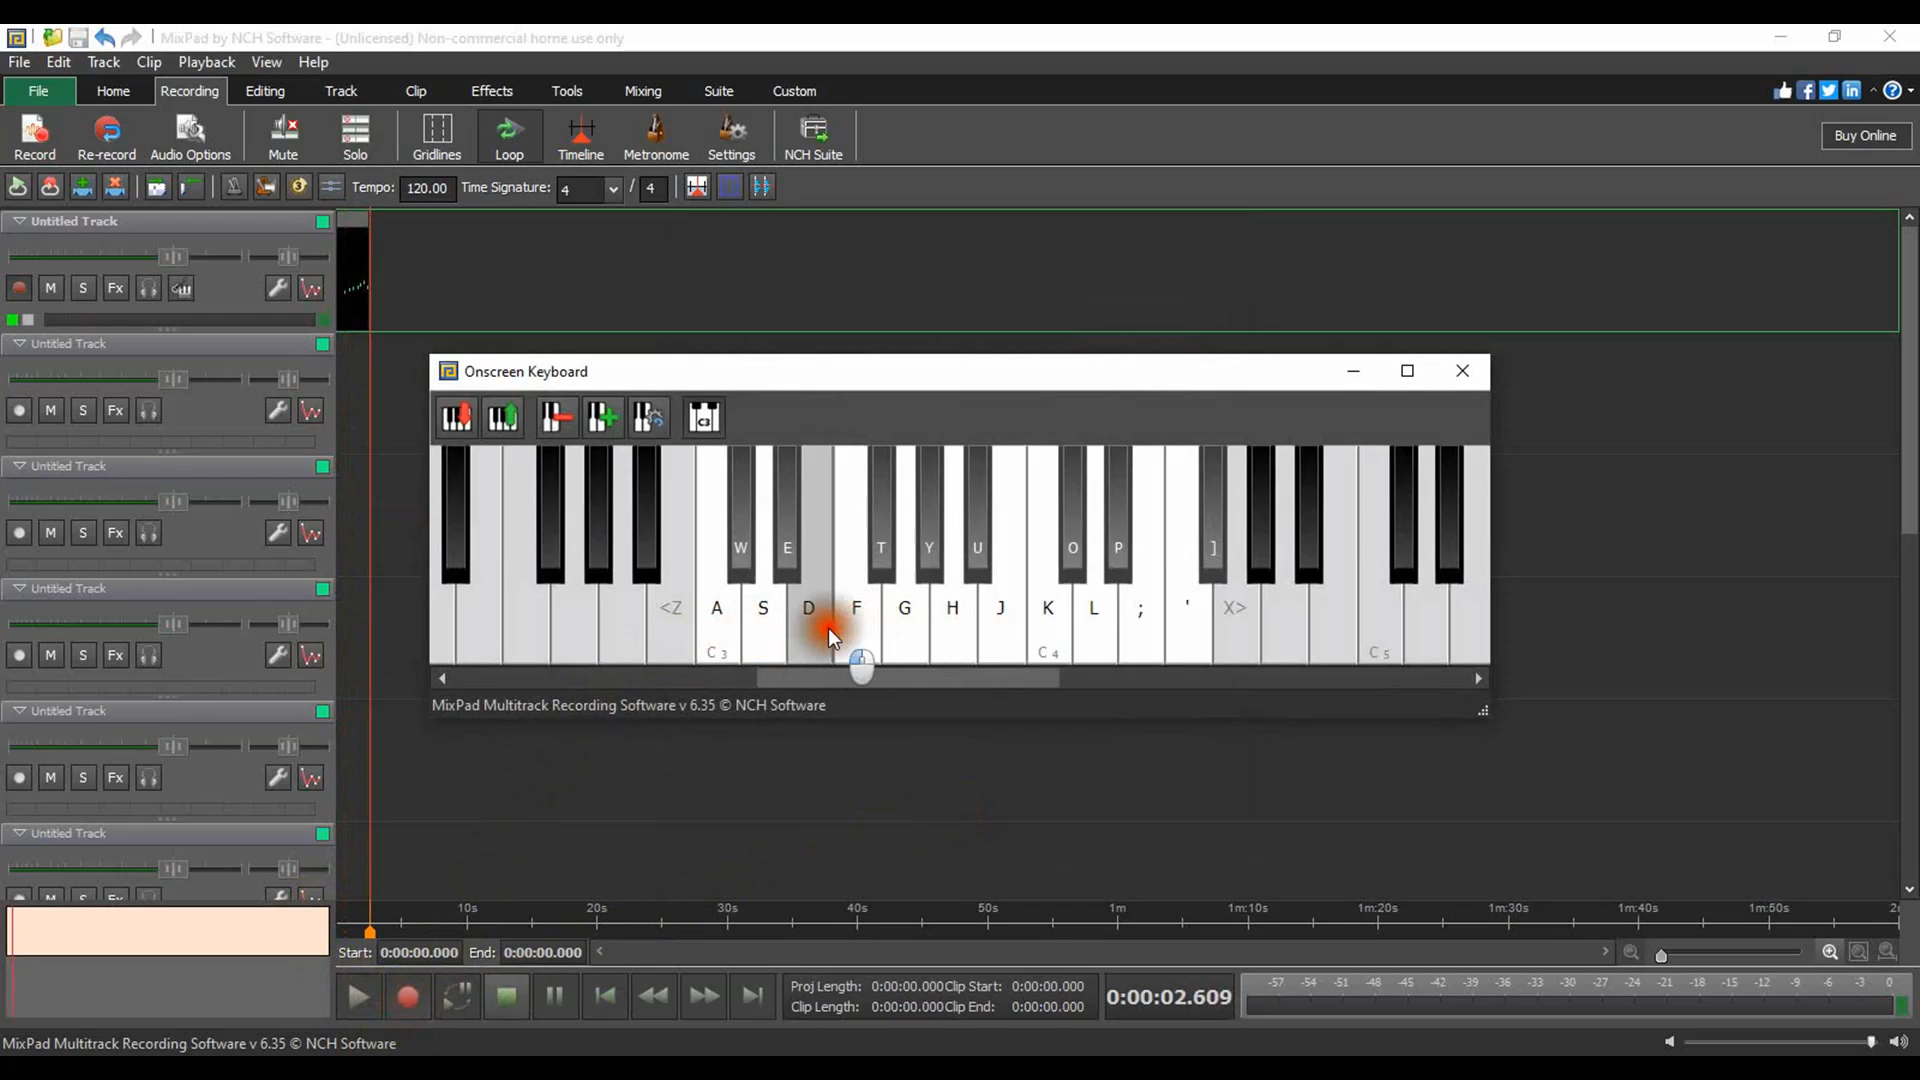 MixPad by NCH Software - (Unlicensed) Non-commercial home use only
File Edit Track Clip Playback View Help
File Home Recording Editing Track Clip Effects Tools Mixing Suite Custom
Record Re-record Audio Options Mute Solo Gridlines Loop Timeline Metronome Settings NCH Suite Buy Online
Tempo: 120.00 Time Signature: 4 / 4
Untitled Track
M S Fx
Untitled Track
M S Fx
Untitled Track
M S Fx
Untitled Track
M S Fx
Untitled Track
M S Fx
Untitled Track
Onscreen Keyboard
C3
W E T Y U O P ]
<Z A S D F G H J K L ; ' X>
C 3 C 4 C 5
MixPad Multitrack Recording Software v 6.35 © NCH Software
10s 20s 30s 40s 50s 1m 1m:10s 1m:20s 1m:30s 1m:40s 1m:50s
Start: 0:00:00.000 End: 0:00:00.000
Proj Length: 0:00:00.000 Clip Start: 0:00:00.000
Clip Length: 0:00:00.000 Clip End: 0:00:00.000
0:00:02.609
-57 -54 -51 -48 -45 -42 -39 -36 -33 -30 -27 -24 -21 -18 -15 -12 -9 -6 -3 0
MixPad Multitrack Recording Software v 6.35 © NCH Software